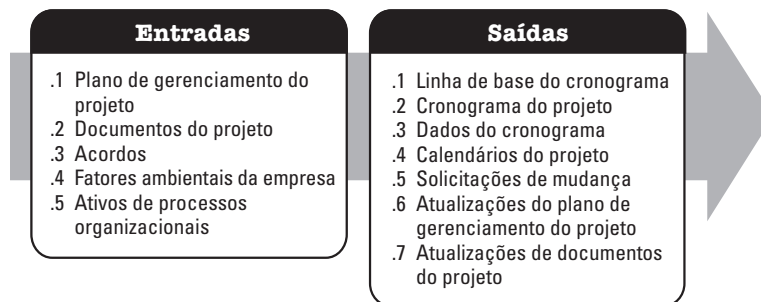 Entradas
.1 Plano de gerenciamento do
projeto
.2 Documentos do projeto
.3 Acordos
.4 Fatores ambientais da empresa
.5 Ativos de processos
organizacionais
Saídas
.1 Linha de base do cronograma
.2 Cronograma do projeto
.3 Dados do cronograma
.4 Calendários do projeto
.5 Solicitações de mudança
.6 Atualizações do plano de
gerenciamento do projeto
.7 Atualizações de documentos
do projeto